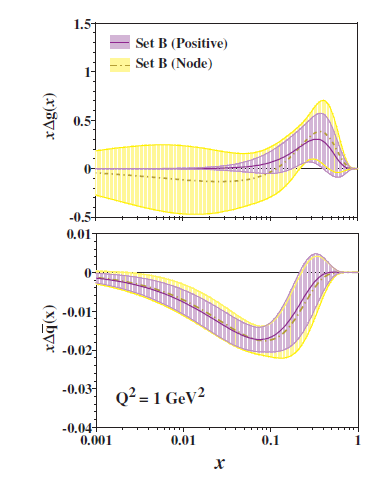 1.5
Set B (Positive)
Set B (Node)
1
0.5
0
-0.5
xΔg(x)
0.01
0
-0.01
-0.02
-0.03
-0.04
xΔq̅(x)
Q² = 1 GeV²
0.001 0.01 0.1 1
x